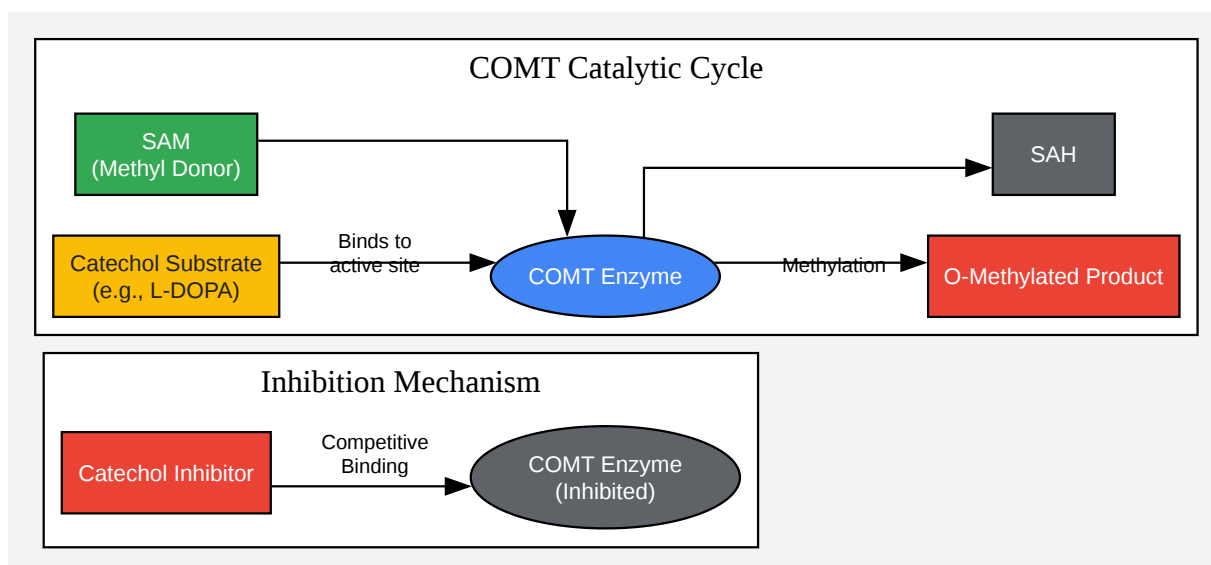 COMT Catalytic Cycle
SAM
(Methyl Donor)
SAH
Catechol Substrate
(e.g., L-DOPA)
Binds to
active site
COMT Enzyme
Methylation
O-Methylated Product
Inhibition Mechanism
Catechol Inhibitor
Competitive
Binding
COMT Enzyme
(Inhibited)